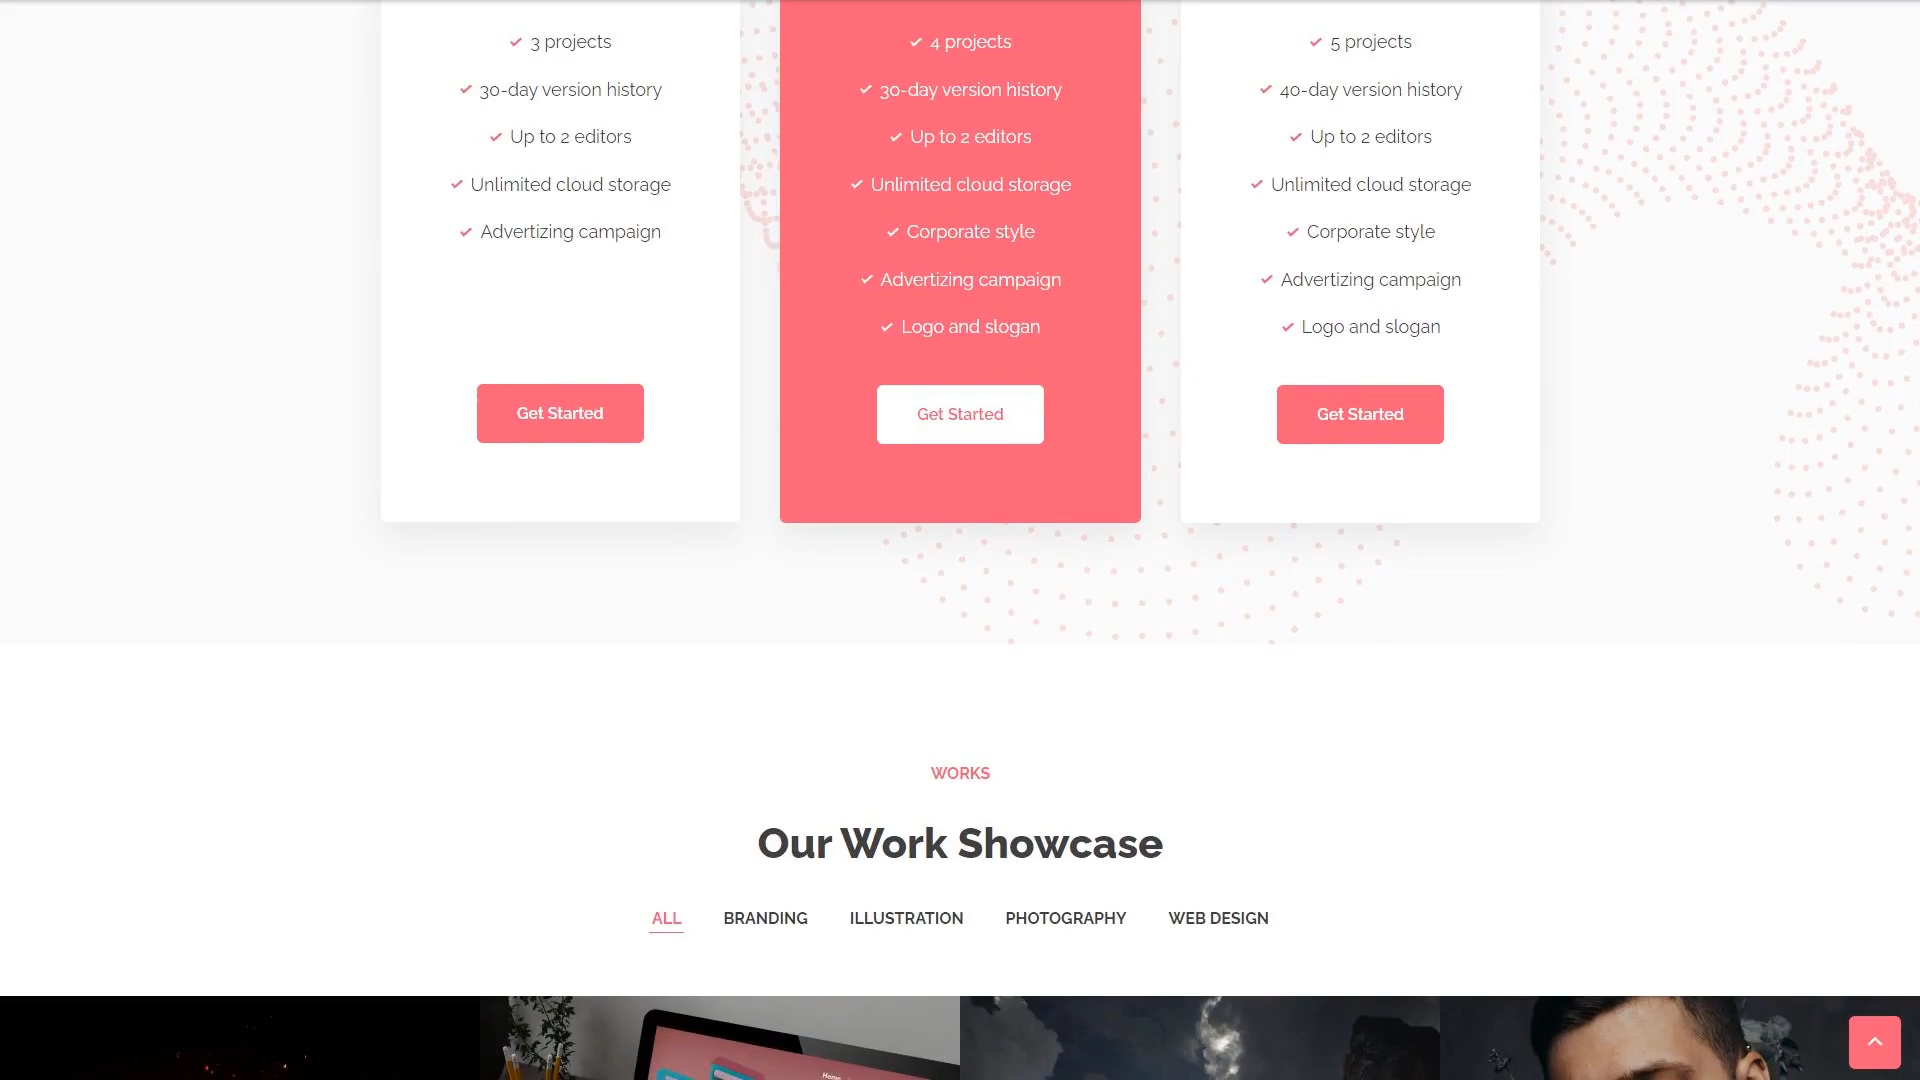 3 projects
30-day version history
Up to 2 editors
Unlimited cloud storage
Advertizing campaign
Get Started
4 projects
30-day version history
Up to 2 editors
Unlimited cloud storage
Corporate style
Advertizing campaign
Logo and slogan
Get Started
5 projects
40-day version history
Up to 2 editors
Unlimited cloud storage
Corporate style
Advertizing campaign
Logo and slogan
Get Started
WORKS
Our Work Showcase
ALL BRANDING ILLUSTRATION PHOTOGRAPHY WEB DESIGN
Home